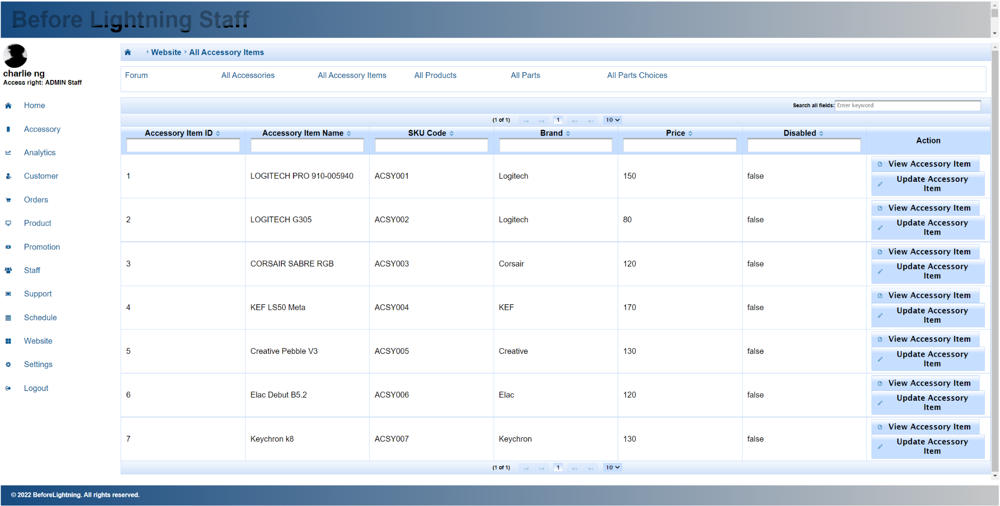 Before Lightning Staff
charlie ng
Access right: ADMIN Staff
Home
Accessory
Analytics
Customer
Orders
Product
Promotion
Staff
Support
Schedule
Website
Settings
Logout
Website All Accessory Items
Forum All Accessories All Accessory Items All Products All Parts All Parts Choices
Search all fields: Enter keyword
(1 of 1) 1 10
Accessory Item ID Accessory Item Name SKU Code Brand Price Disabled Action
1 LOGITECH PRO 910-005940 ACSY001 Logitech 150 false View Accessory Item
Update Accessory
Item
2 LOGITECH G305 ACSY002 Logitech 80 false View Accessory Item
Update Accessory
Item
3 CORSAIR SABRE RGB ACSY003 Corsair 120 false View Accessory Item
Update Accessory
Item
4 KEF LS50 Meta ACSY004 KEF 170 false View Accessory Item
Update Accessory
Item
5 Creative Pebble V3 ACSY005 Creative 130 false View Accessory Item
Update Accessory
Item
6 Elac Debut B5.2 ACSY006 Elac 120 false View Accessory Item
Update Accessory
Item
7 Keychron k8 ACSY007 Keychron 130 false View Accessory Item
Update Accessory
Item
(1 of 1) 1 10
© 2022 BeforeLightning. All rights reserved.